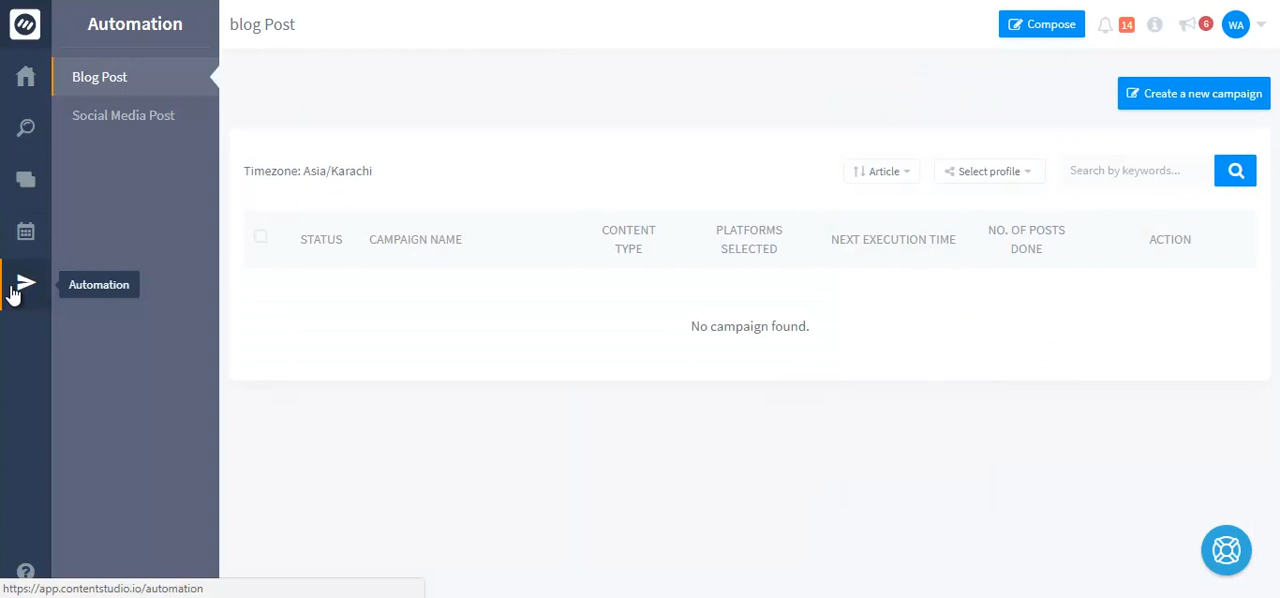 Automation
blog Post
Compose
14
6
WA
Blog Post
Social Media Post
Create a new campaign
Timezone: Asia/Karachi
Article
Select profile
Search by keywords...
STATUS
CAMPAIGN NAME
CONTENT
TYPE
PLATFORMS
SELECTED
NEXT EXECUTION TIME
NO. OF POSTS
DONE
ACTION
Automation
No campaign found.
https://app.contentstudio.io/automation